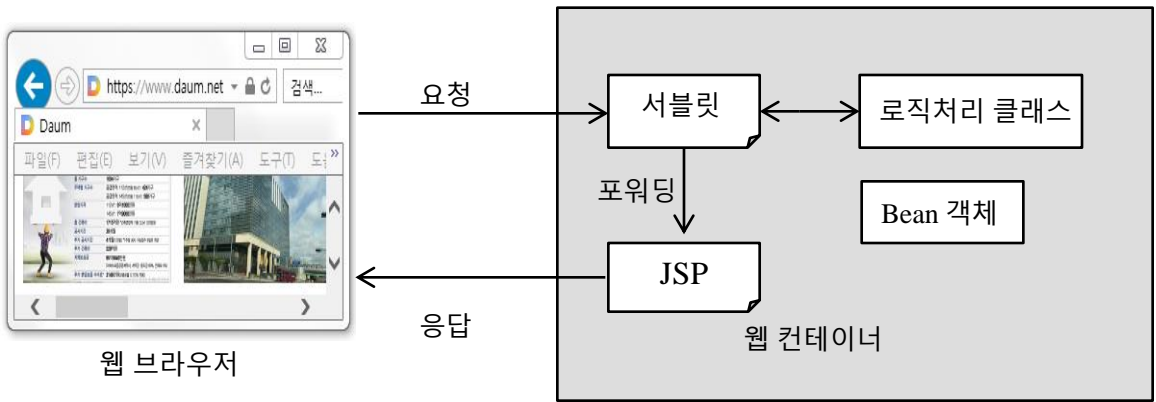 https://www.daum.net
검색...
Daum
파일(F) 편집(E) 보기(V) 즐겨찾기(A) 도구(T)
웹 브라우저
요청
응답
서블릿
로직처리 클래스
포워딩
Bean 객체
JSP
웹 컨테이너